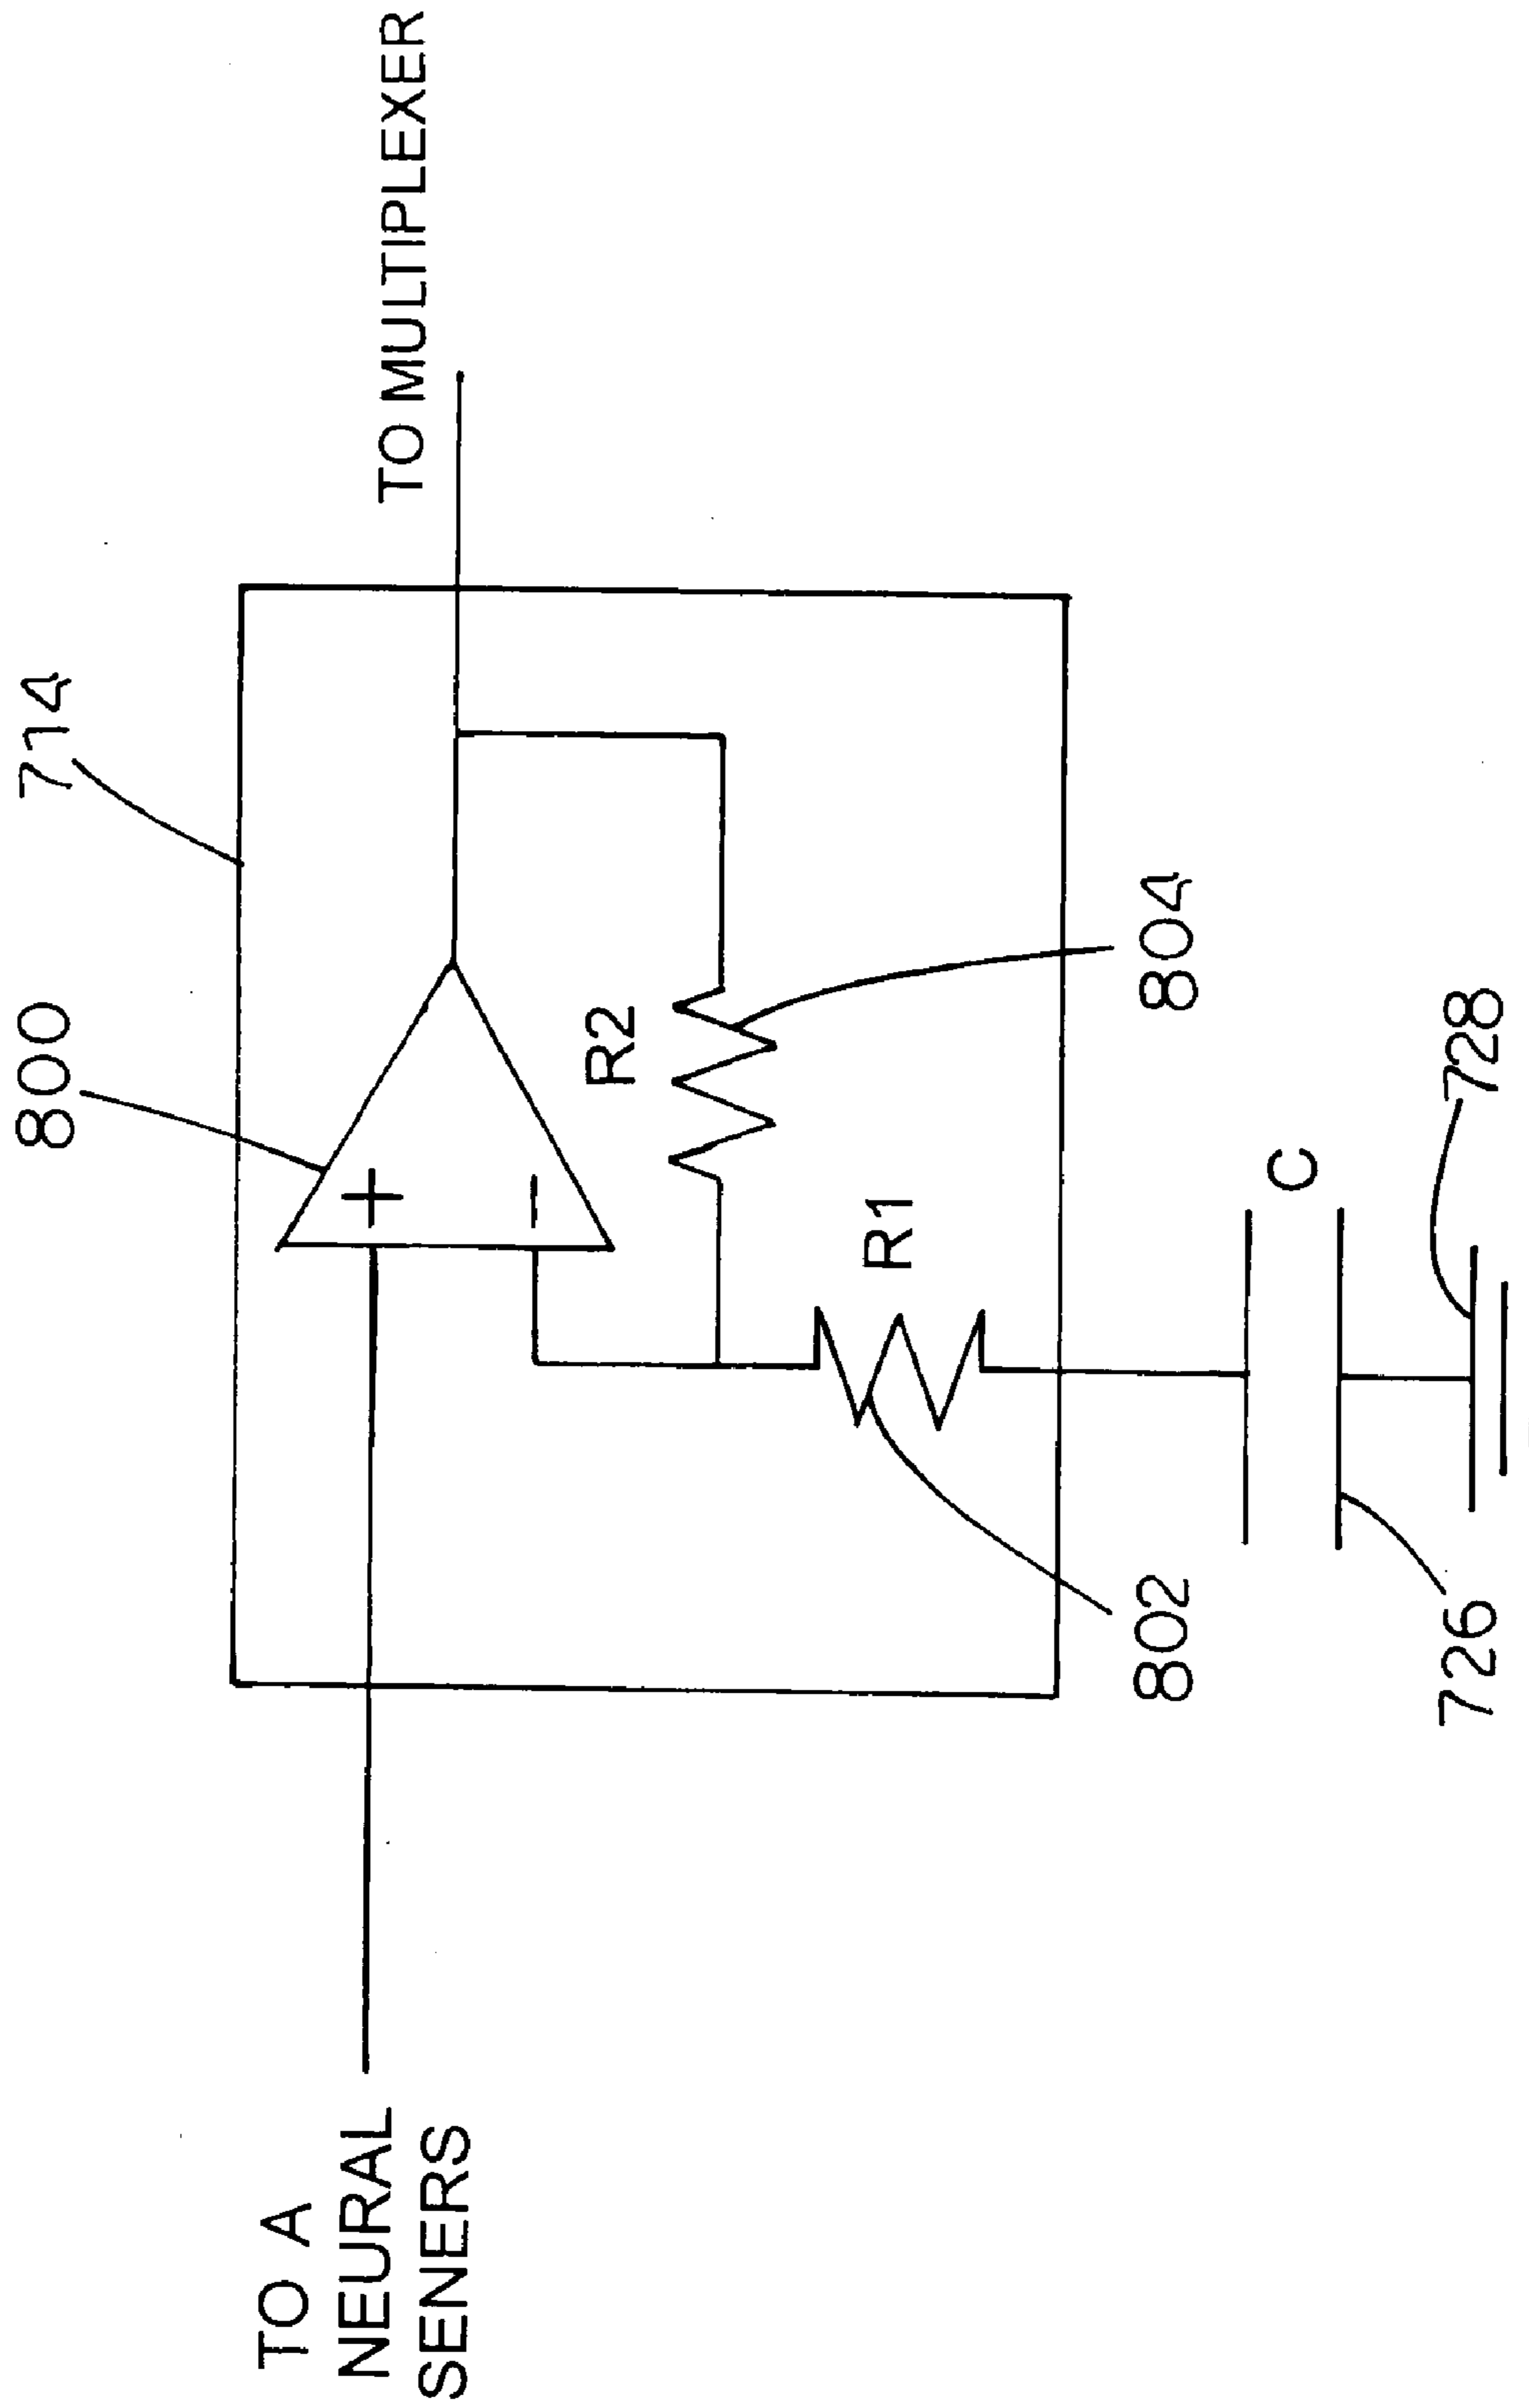 800
714
TO MULTIPLEXER
+
−
R2
TO A
NEURAL
SENERS
R1
802
804
C
726
728